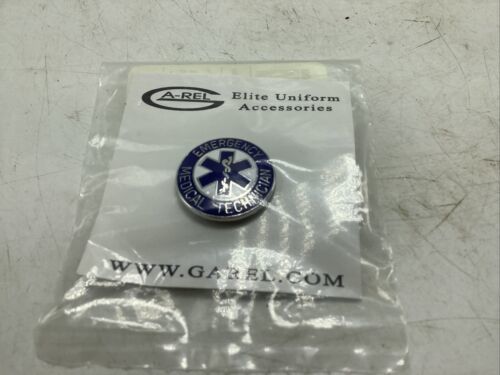 GA-REL
Elite Uniform
Accessories
EMERGENCY
MEDICAL TECHNICIAN
WWW.GAREL.COM